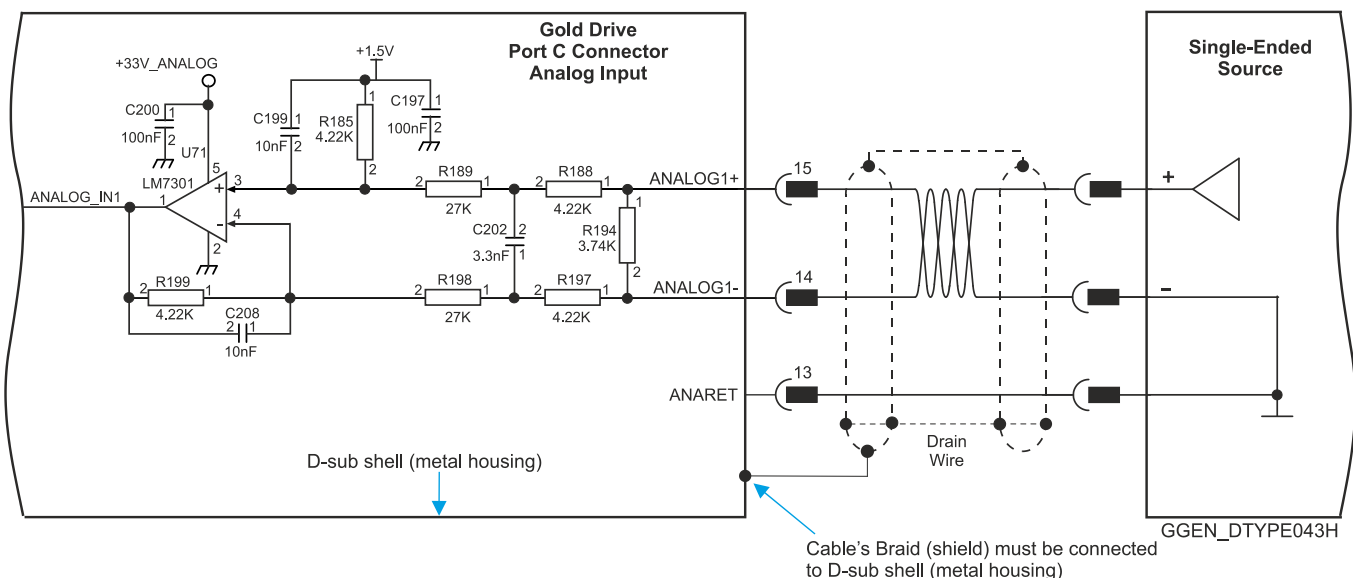 Gold Drive
Port C Connector
Analog Input
Single-Ended
Source
+33V_ANALOG
+1.5V
C200
1
100nF
2
U71
C199
1
10nF
2
R185
4.22K
1
2
C197
1
100nF
2
LM7301
5
+
3
ANALOG_IN1
1
-
4
2
2
R189
1
27K
2
R188
1
4.22K
ANALOG1+
15
+
C202
2
3.3nF
1
1
R194
3.74K
2
R199
2
1
4.22K
C208
2
1
10nF
R198
2
1
27K
R197
2
1
4.22K
ANALOG1-
14
-
ANARET
13
Drain
Wire
D-sub shell (metal housing)
GGEN_DTYPE043H
Cable's Braid (shield) must be connected
to D-sub shell (metal housing)